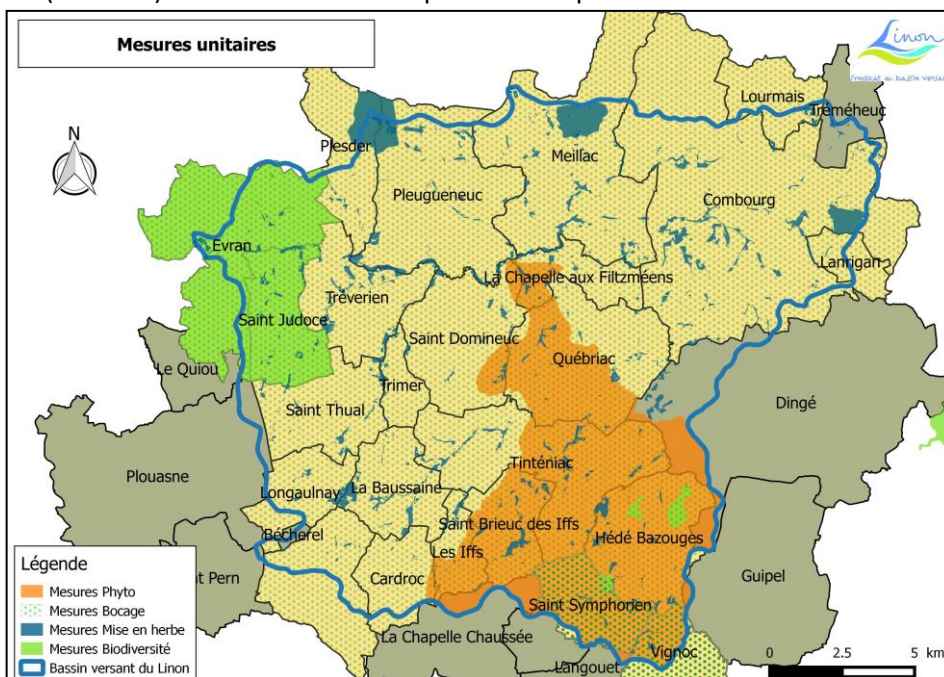 Mesures unitaires
Linon
Syndicat du bassin versant
N
Lourmais
Tréméheuc
Plesder
Meillac
Pleugueneuc
Combourg
Evran
Lanrigan
La Chapelle aux Filtzméens
Tréverien
Saint Judoce
Saint Domineuc
Québriac
Le Quiou
Trimer
Dingé
Saint Thual
Plouasne
Tinténiac
Longaulnay
La Baussaine
Saint Brieuc des Iffs
Hédé Bazouges
Bécherel
Les Iffs
Légende
Guipel
Cardroc
Mesures Phyto
Pern
Saint Symphorien
Mesures Bocage
La Chapelle Chaussée
Mesures Mise en herbe
Vignoc
Mesures Biodiversité
Langouet
0 2.5 5 km
Bassin versant du Linon